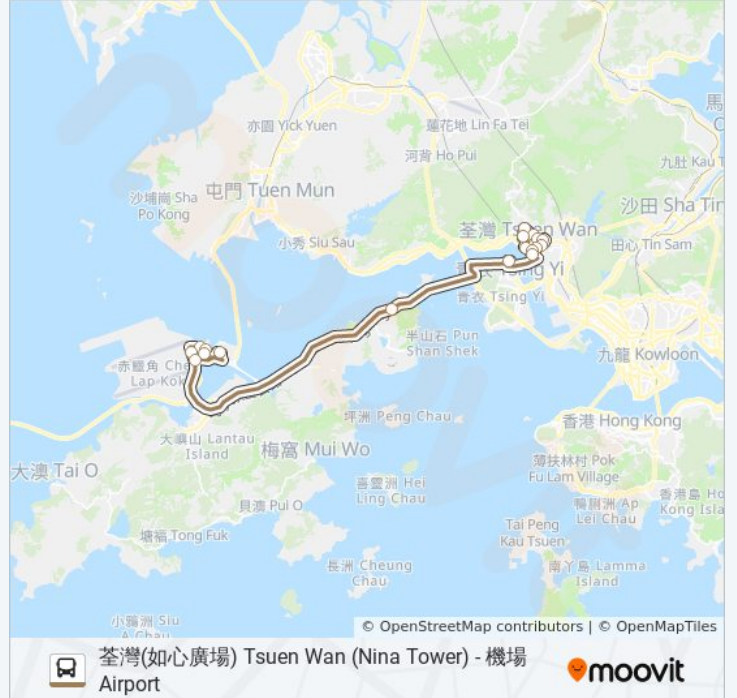 亦園 Yick Yuen
蓮花地 Lin Fa Tei
馬
河背 Ho Pui
九肚 Kau T
沙埔崗 Sha
Po Kong
屯門 Tuen Mun
沙田 Sha Tin
荃灣 Tsuen Wan
小秀 Siu Sau
田心 Tin Sam
青衣 Tsing Yi
青衣 Tsing Yi
半山石 Pun
Shan Shek
九龍 Kowloon
赤鱲角 Che
Lap Kok
坪洲 Peng Chau
香港 Hong Kong
大嶼山 Lantau
Island
梅窩 Mui Wo
薄扶林村 Pok
Fu Lam Village
大澳 Tai O
喜靈洲 Hei
Ling Chau
香港島 Ho
Kong Isla
鴨脷洲 Ap
Lei Chau
貝澳 Pui O
塘福 Tong Fuk
Tai Peng
Kau Tsuen
長洲 Cheung
Chau
南丫島 Lamma
Island
小鴉洲 Siu
A Chau
© OpenStreetMap contributors | © OpenMapTiles
荃灣(如心廣場) Tsuen Wan (Nina Tower) - 機場
Airport
moovit